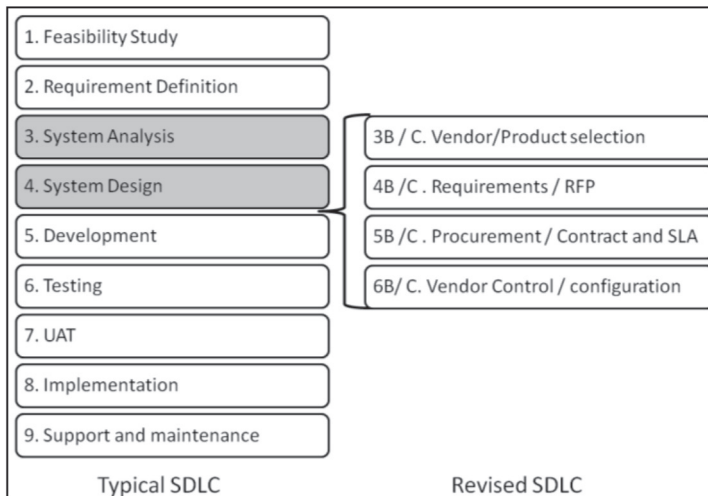 1. Feasibility Study
2. Requirement Definition
3. System Analysis
4. System Design
5. Development
6. Testing
7. UAT
8. Implementation
9. Support and maintenance
Typical SDLC
3B / C. Vendor/Product selection
4B /C . Requirements / RFP
5B /C . Procurement / Contract and SLA
6B/ C. Vendor Control / configuration
Revised SDLC